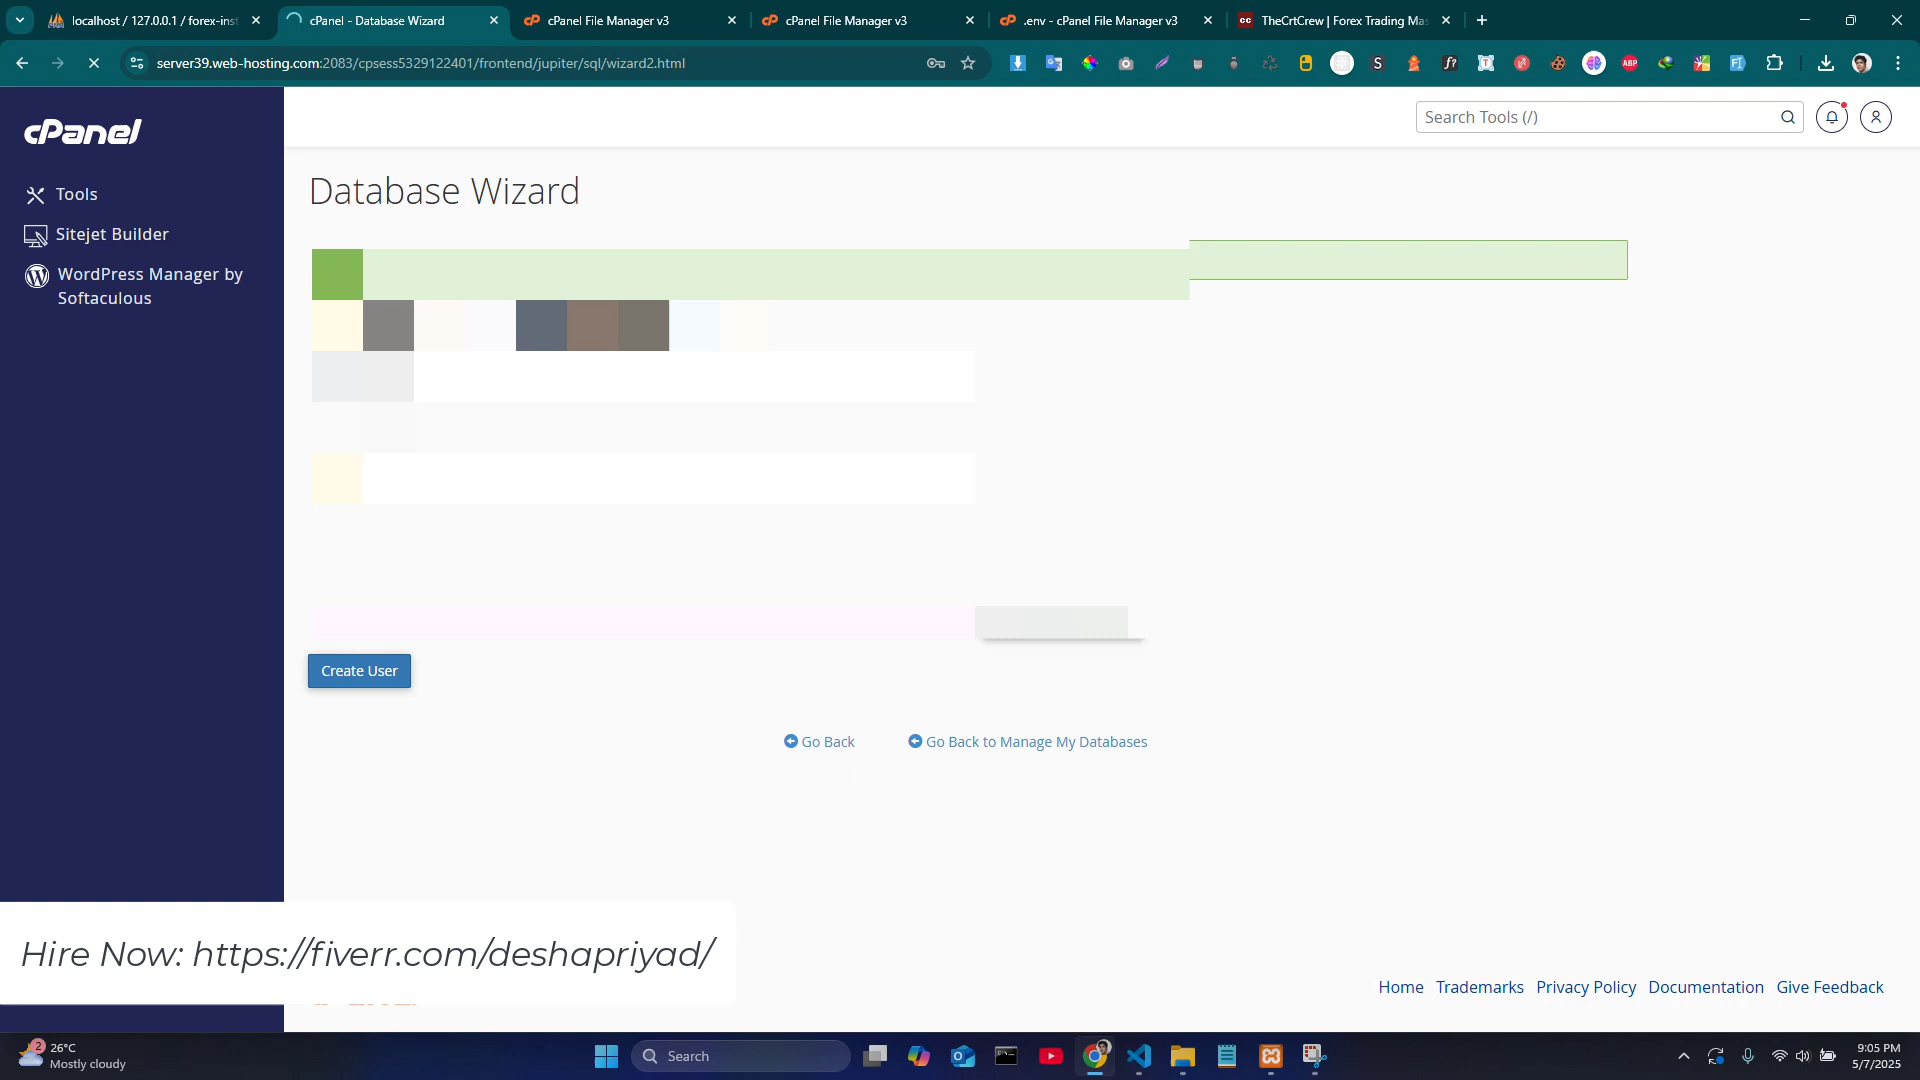 localhost / 127.0.0.1 / forex-inst
cPanel - Database Wizard
cPanel File Manager v3
cPanel File Manager v3
.env - cPanel File Manager v3
TheCrtCrew | Forex Trading Mas
server39.web-hosting.com:2083/cpsess5329122401/frontend/jupiter/sql/wizard2.html
cPanel
Search Tools (/)
Tools
Sitejet Builder
WordPress Manager by
Softaculous
Database Wizard
Create User
Go Back
Go Back to Manage My Databases
Hire Now: https://fiverr.com/deshapriyad/
Home
Trademarks
Privacy Policy
Documentation
Give Feedback
26°C
Mostly cloudy
Search
9:05 PM
5/7/2025